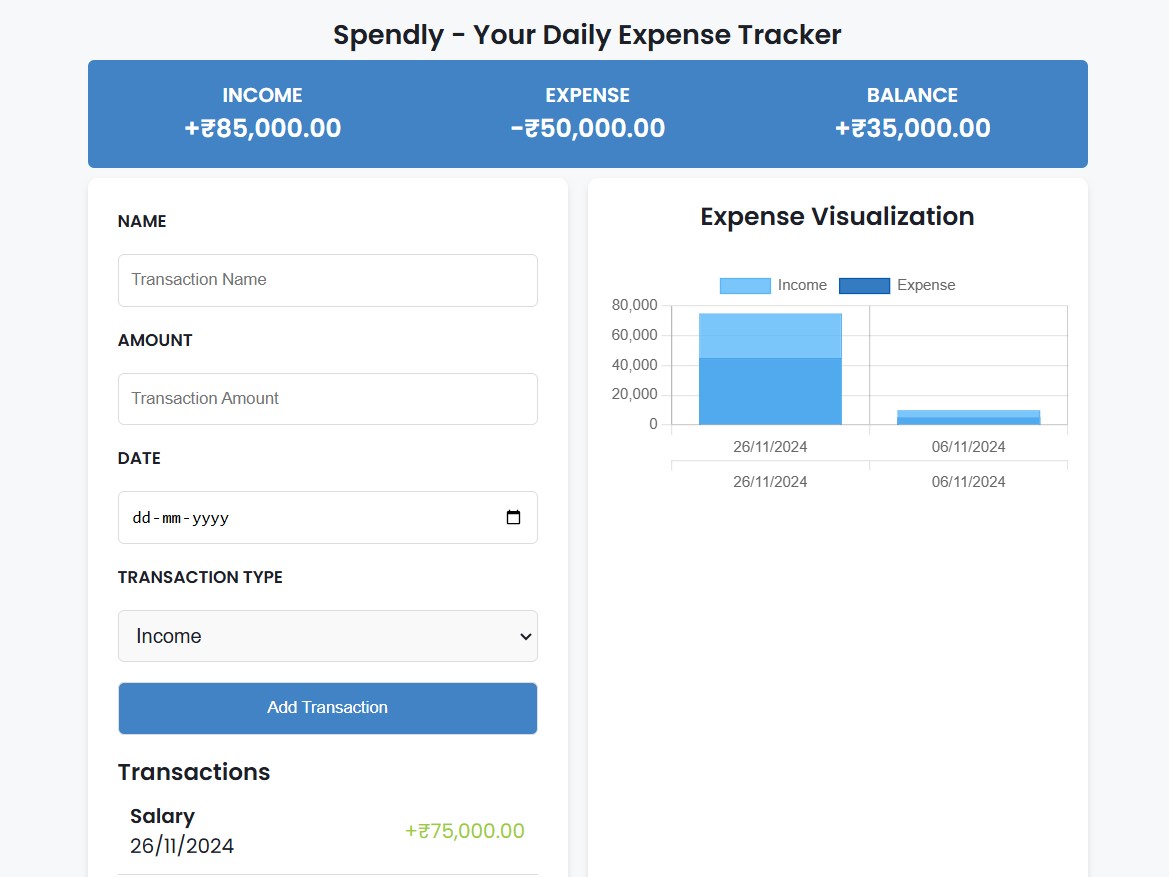 Spendly - Your Daily Expense Tracker
INCOME
+₹85,000.00
EXPENSE
-₹50,000.00
BALANCE
+₹35,000.00
NAME
Transaction Name
AMOUNT
Transaction Amount
DATE
dd-mm-yyyy
TRANSACTION TYPE
Income
Add Transaction
Transactions
Salary
26/11/2024
+₹75,000.00
Expense Visualization
Income Expense
80,000
60,000
40,000
20,000
0
26/11/2024 06/11/2024
26/11/2024 06/11/2024